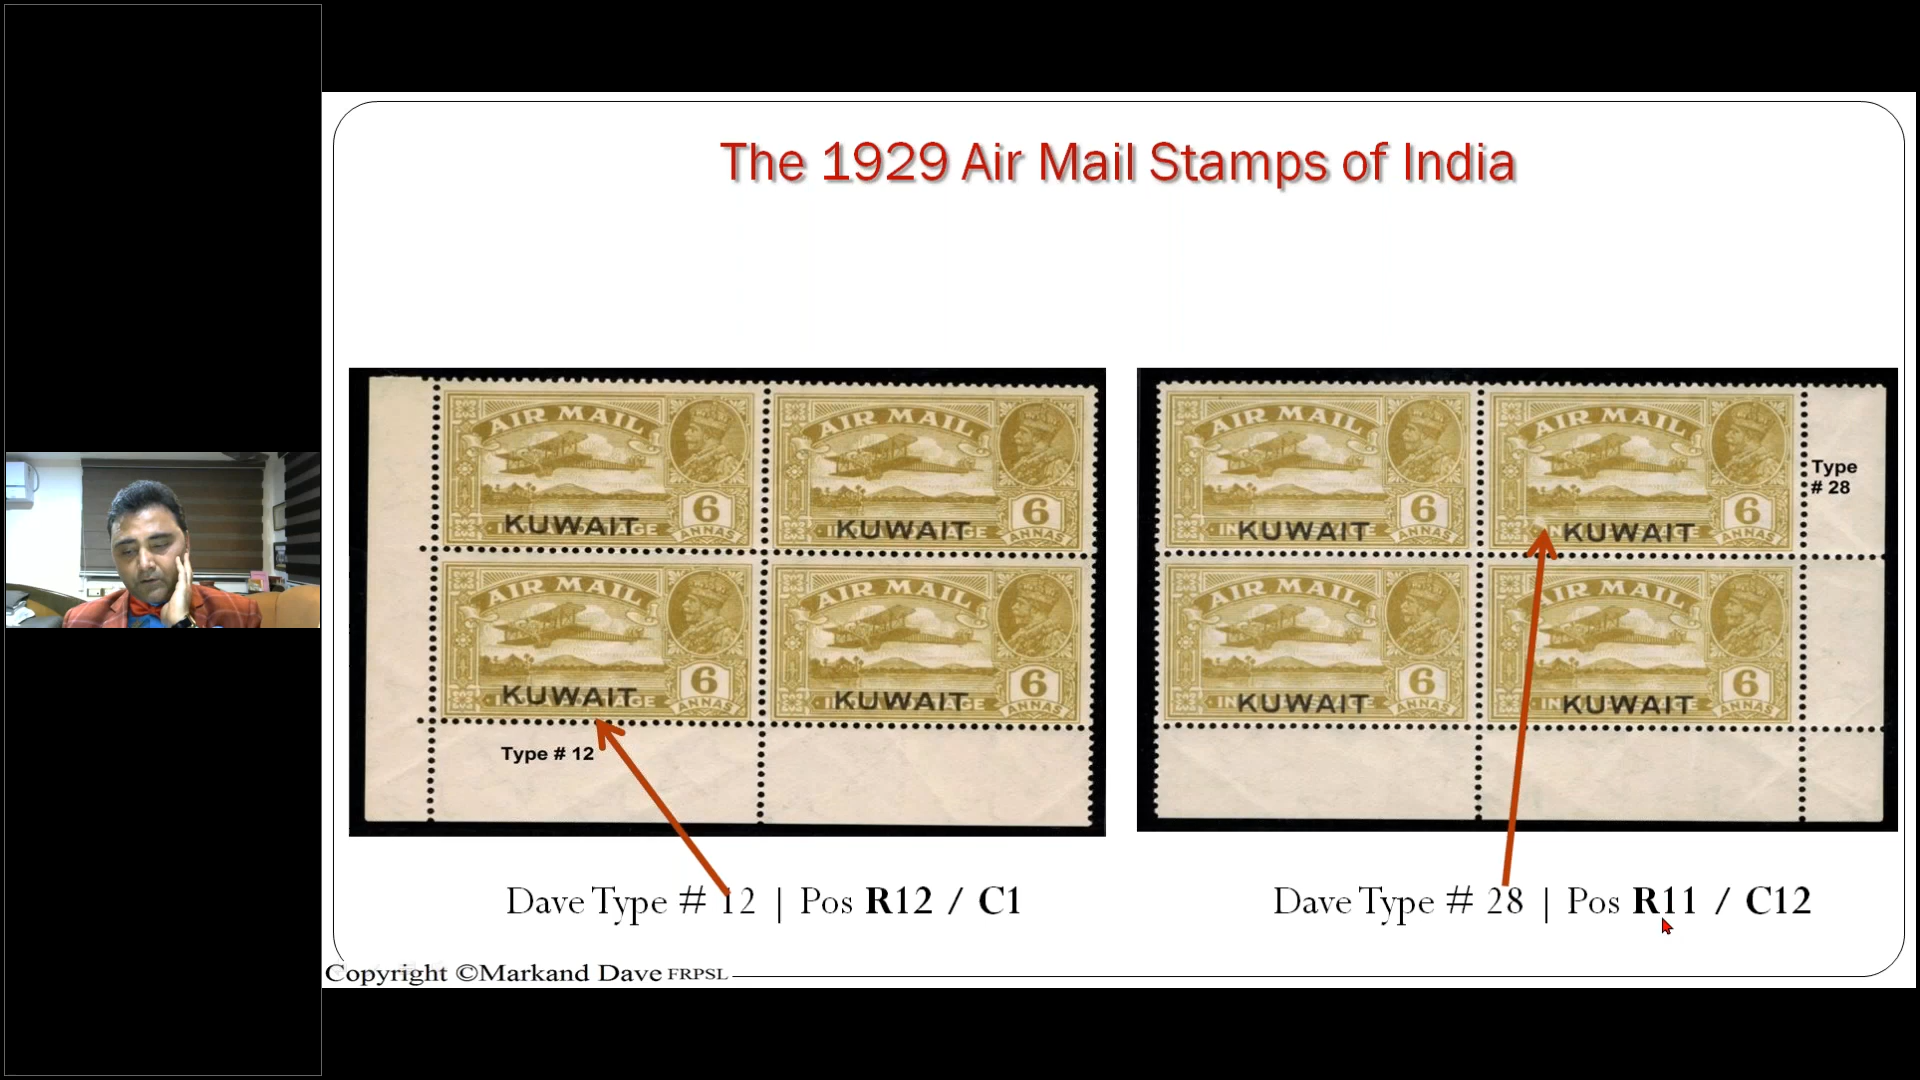 The 1929 Air Mail Stamps of India
AIR MAIL
AIR MAIL
6
6
KUWAIT
KUWAIT
ANNAS
ANNAS
AIR MAIL
AIR MAIL
6
6
KUWAIT
KUWAIT
ANNAS
ANNAS
Type # 12
AIR MAIL
AIR MAIL
Type
# 28
6
6
KUWAIT
KUWAIT
ANNAS
ANNAS
AIR MAIL
AIR MAIL
6
6
KUWAIT
KUWAIT
ANNAS
ANNAS
Dave Type # 12 | Pos R12 / C1
Dave Type # 28 | Pos R11 / C12
Copyright ©Markand Dave FRPSL